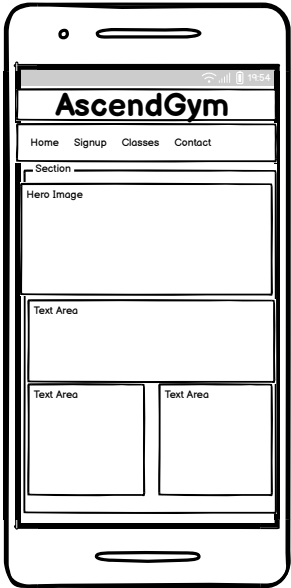 19:54
AscendGym
Home Signup Classes Contact
Section
Hero Image
Text Area
Text Area Text Area